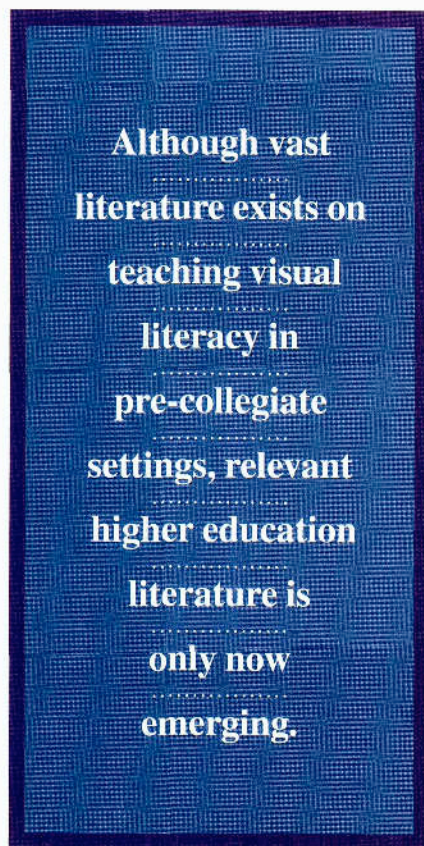 Although vast
literature exists on
teaching visual
literacy in
pre-collegiate
settings, relevant
higher education
literature is
only now
emerging.